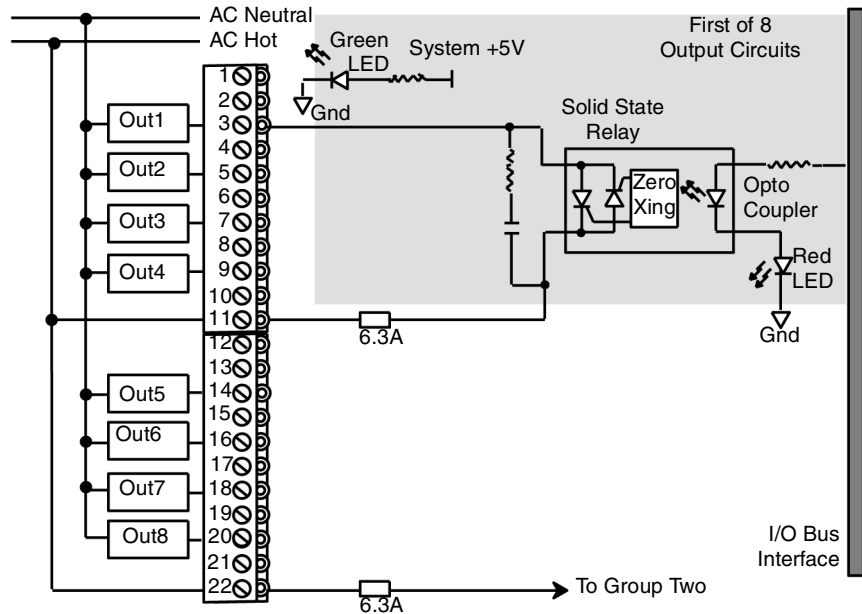 AC Neutral
AC Hot
First of 8
Output Circuits
Green
LED
System +5V
Gnd
Solid State
Relay
Zero
Xing
Opto
Coupler
Red
LED
Gnd
1
2
3
4
5
6
7
8
9
10
11
12
13
14
15
16
17
18
19
20
21
22
Out1
Out2
Out3
Out4
Out5
Out6
Out7
Out8
6.3A
I/O Bus
Interface
To Group Two
6.3A